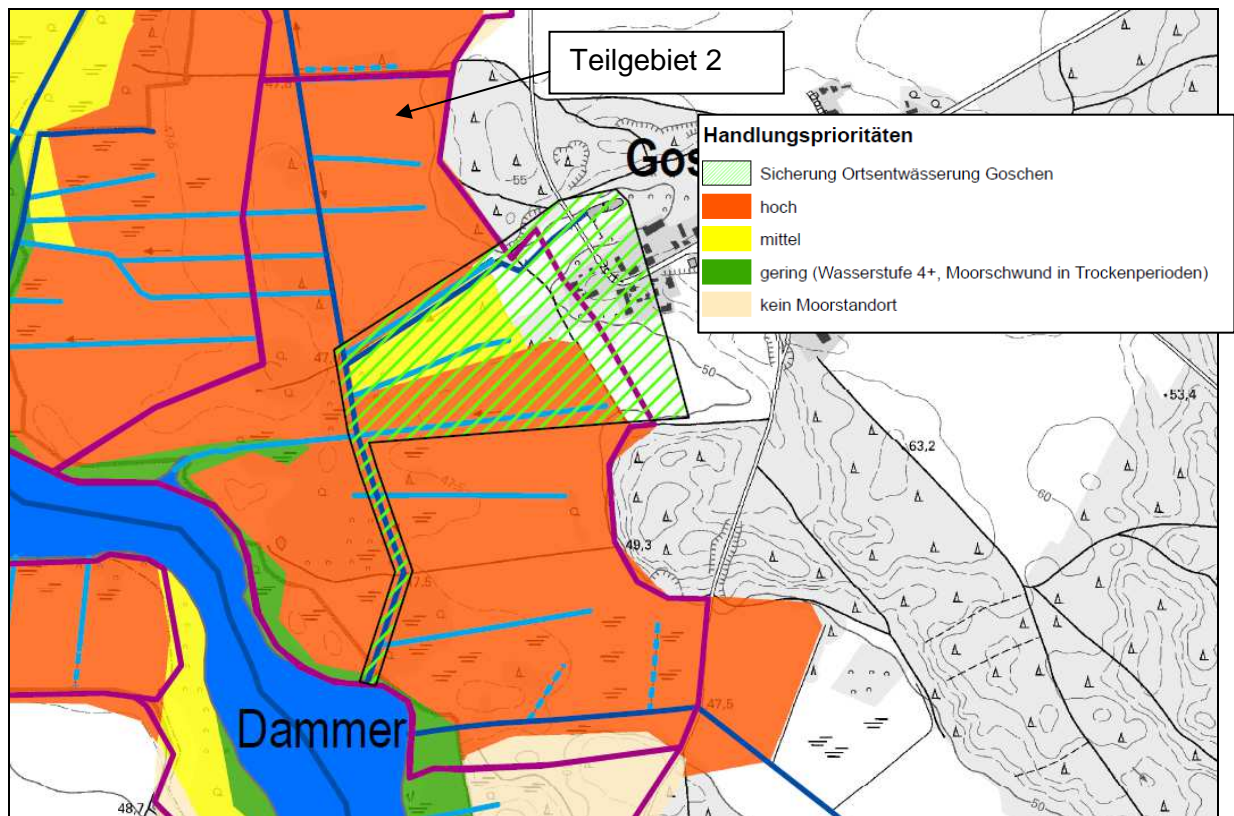 Teilgebiet 2
47,5
Gos
Handlungsprioritäten
Sicherung Ortsentwässerung Goschen
hoch
mittel
gering (Wasserstufe 4+, Moorschwund in Trockenperioden)
kein Moorstandort
55
50
53,4
63,2
60
47,5
49,3
47,5
Dammer
48,7
50